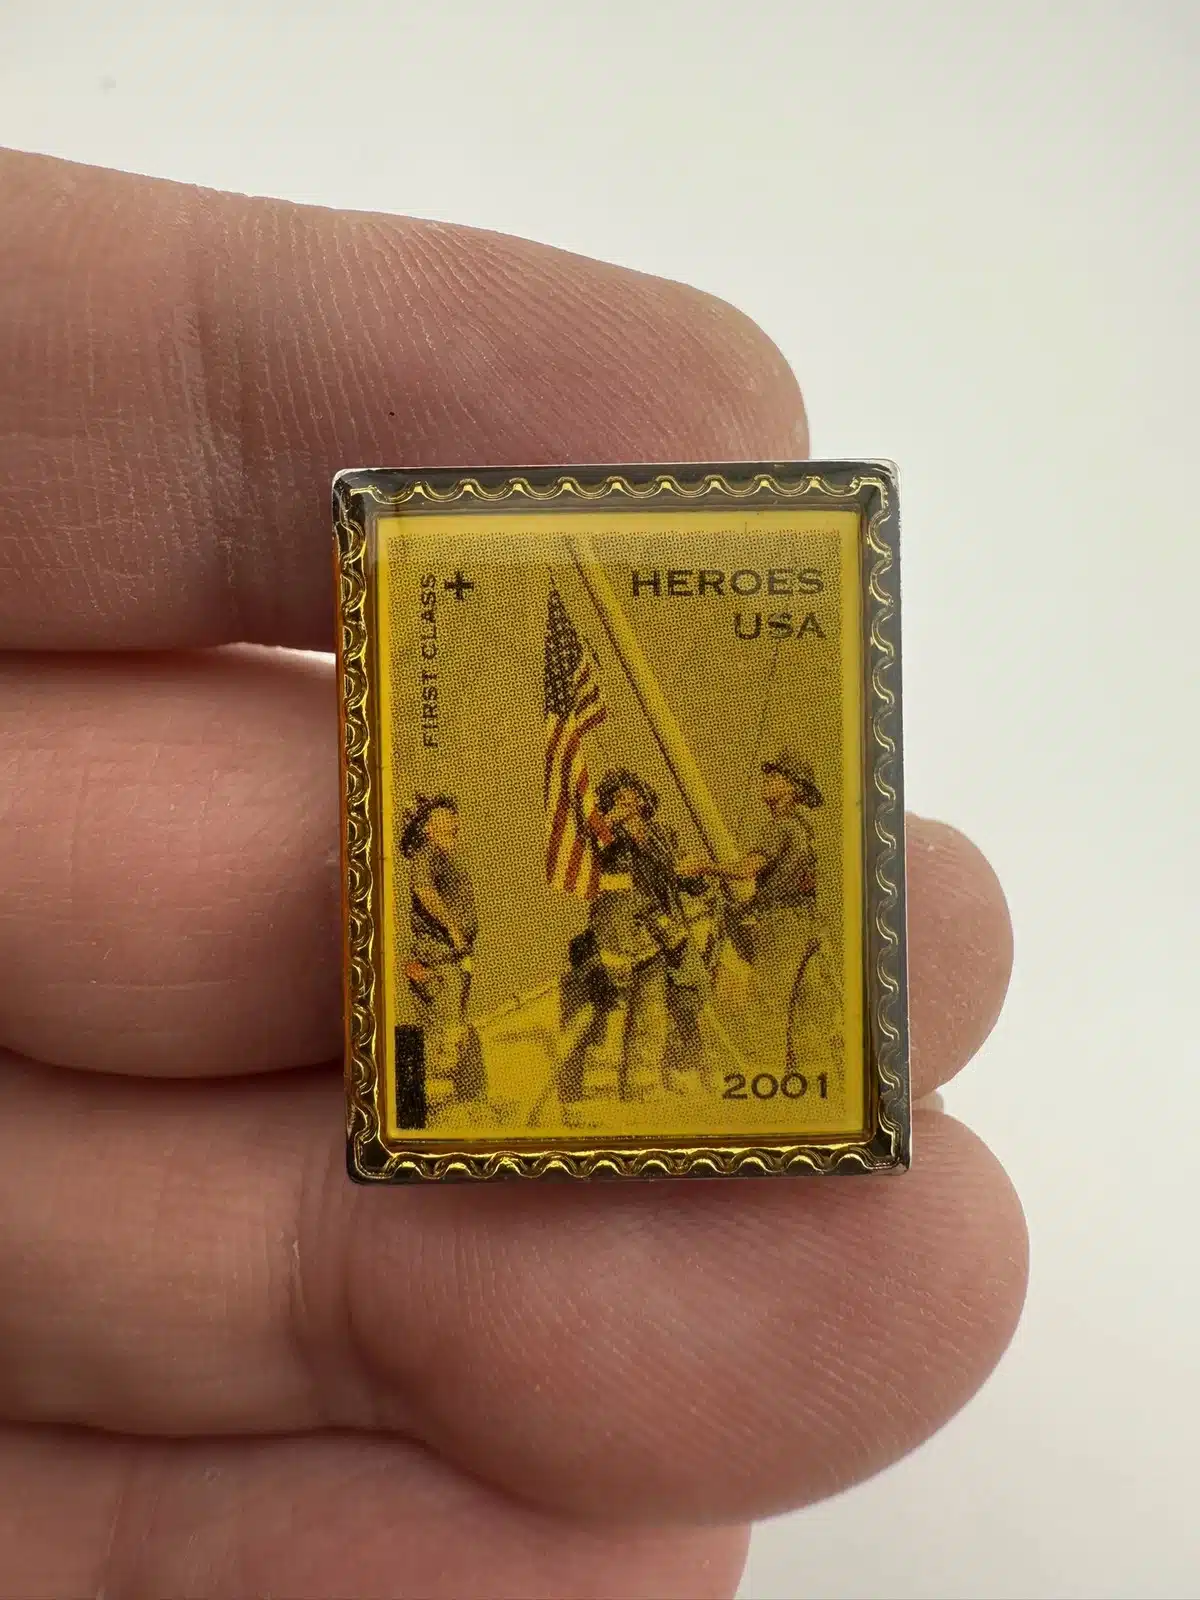 FIRST CLASS
+
HEROES
USA
2001